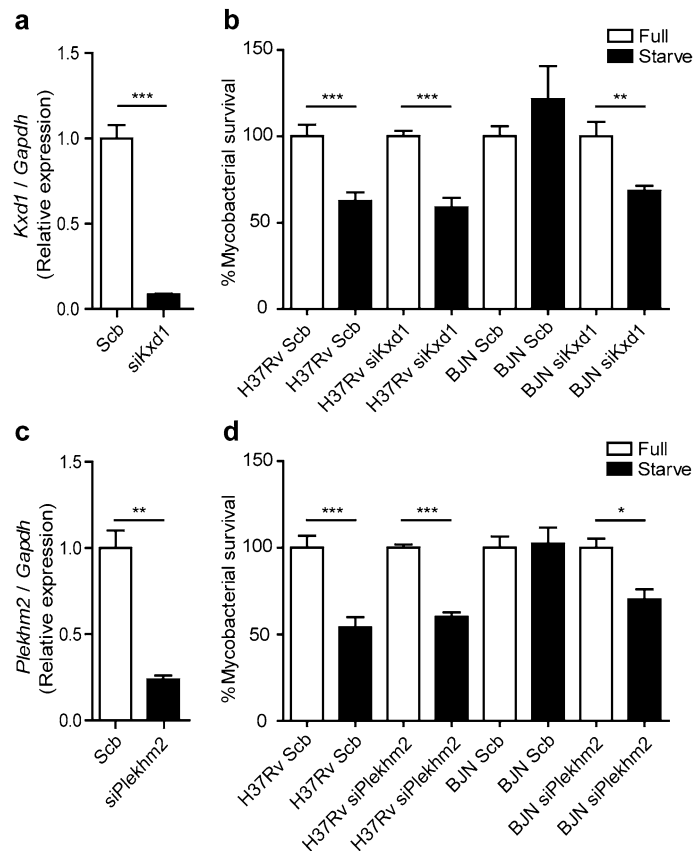 a
Kxd1 / Gapdh
(Relative expression)
1.5
1.0
0.5
0.0
***
Scb
siKxd1
b
%Mycobacterial survival
150
100
50
0
Full
Starve
***
***
**
H37Rv Scb
H37Rv Scb
H37Rv siKxd1
H37Rv siKxd1
BJN Scb
BJN Scb
BJN siKxd1
BJN siKxd1
c
Plekhm2 / Gapdh
(Relative expression)
1.5
1.0
0.5
0.0
**
Scb
siPlekhm2
d
%Mycobacterial survival
150
100
50
0
Full
Starve
***
***
*
H37Rv Scb
H37Rv Scb
H37Rv siPlekhm2
H37Rv siPlekhm2
BJN Scb
BJN Scb
BJN siPlekhm2
BJN siPlekhm2